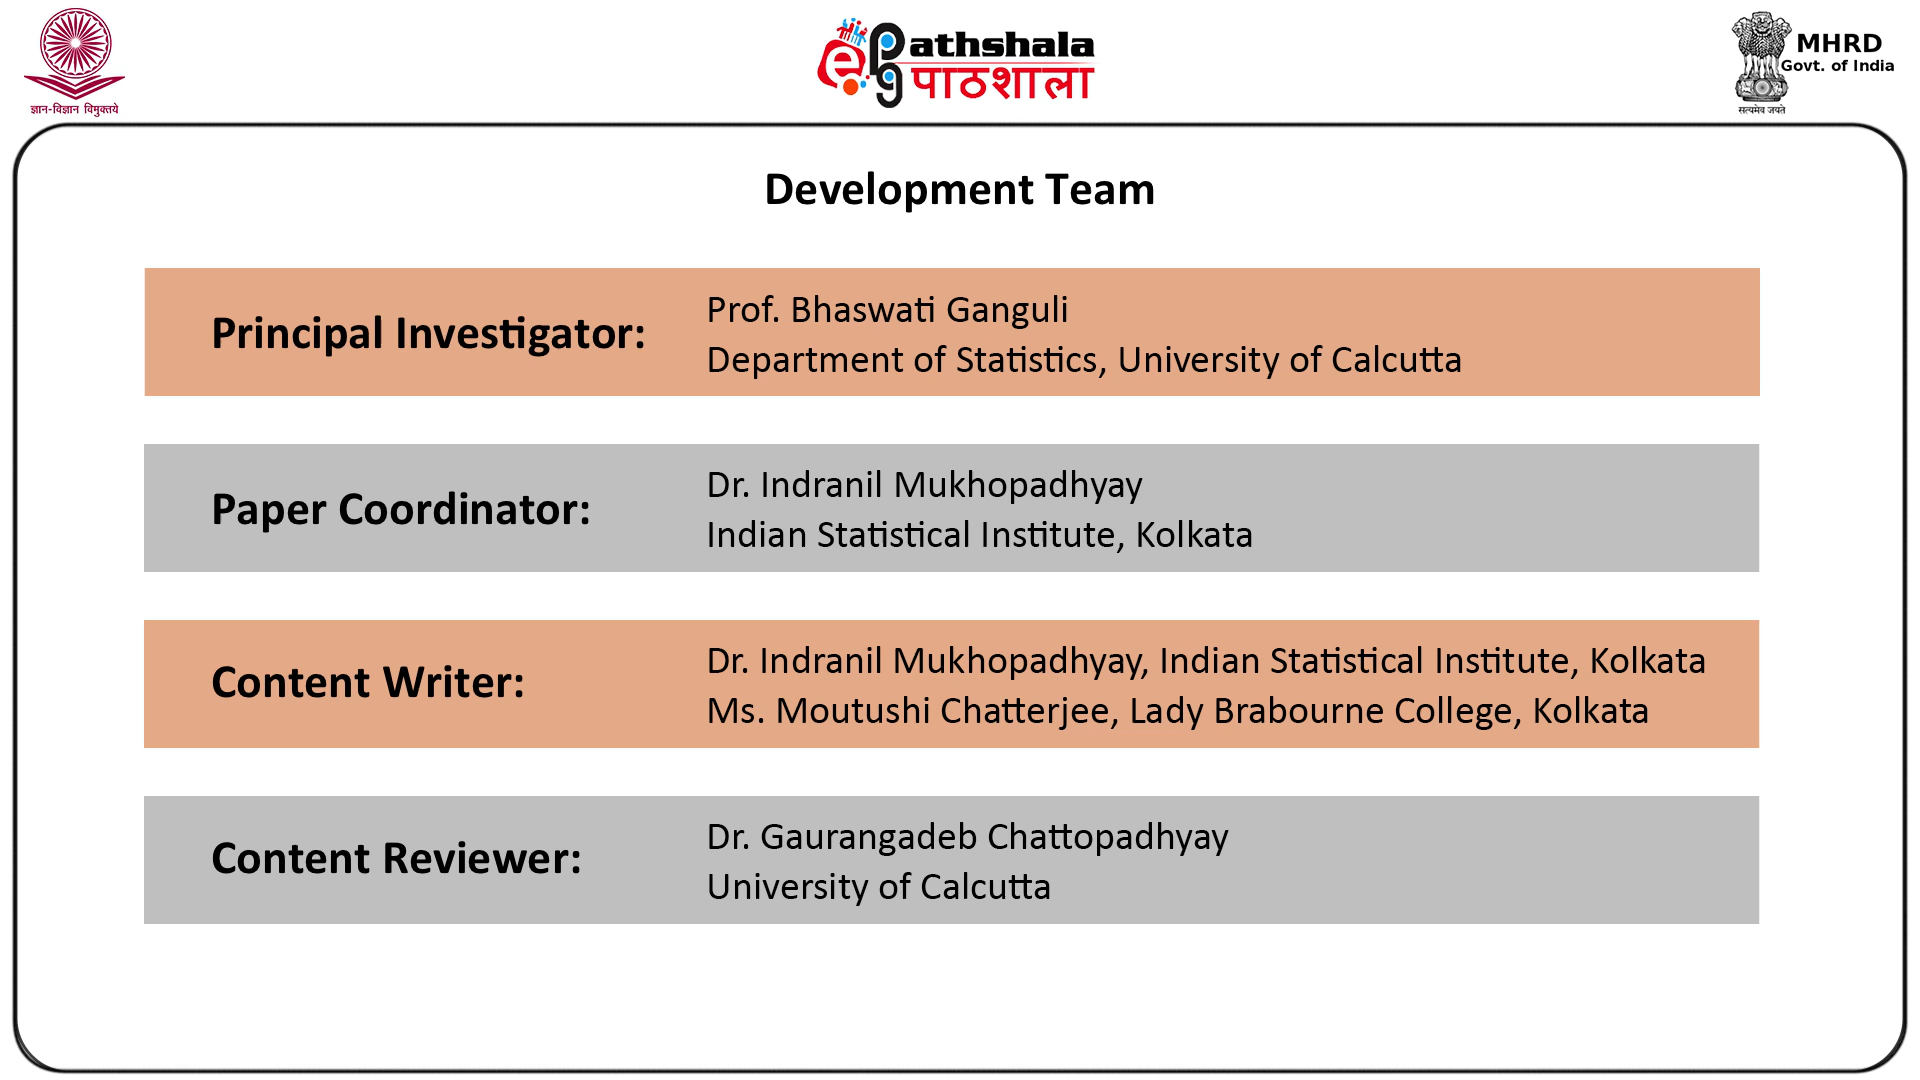 ज्ञान-विज्ञान विमुक्तये
e PG Pathshala
पाठशाला
MHRD
Govt. of India
सत्यमेव जयते
Development Team
Principal Investigator:
Prof. Bhaswati Ganguli
Department of Statistics, University of Calcutta
Paper Coordinator:
Dr. Indranil Mukhopadhyay
Indian Statistical Institute, Kolkata
Content Writer:
Dr. Indranil Mukhopadhyay, Indian Statistical Institute, Kolkata
Ms. Moutushi Chatterjee, Lady Brabourne College, Kolkata
Content Reviewer:
Dr. Gaurangadeb Chattopadhyay
University of Calcutta